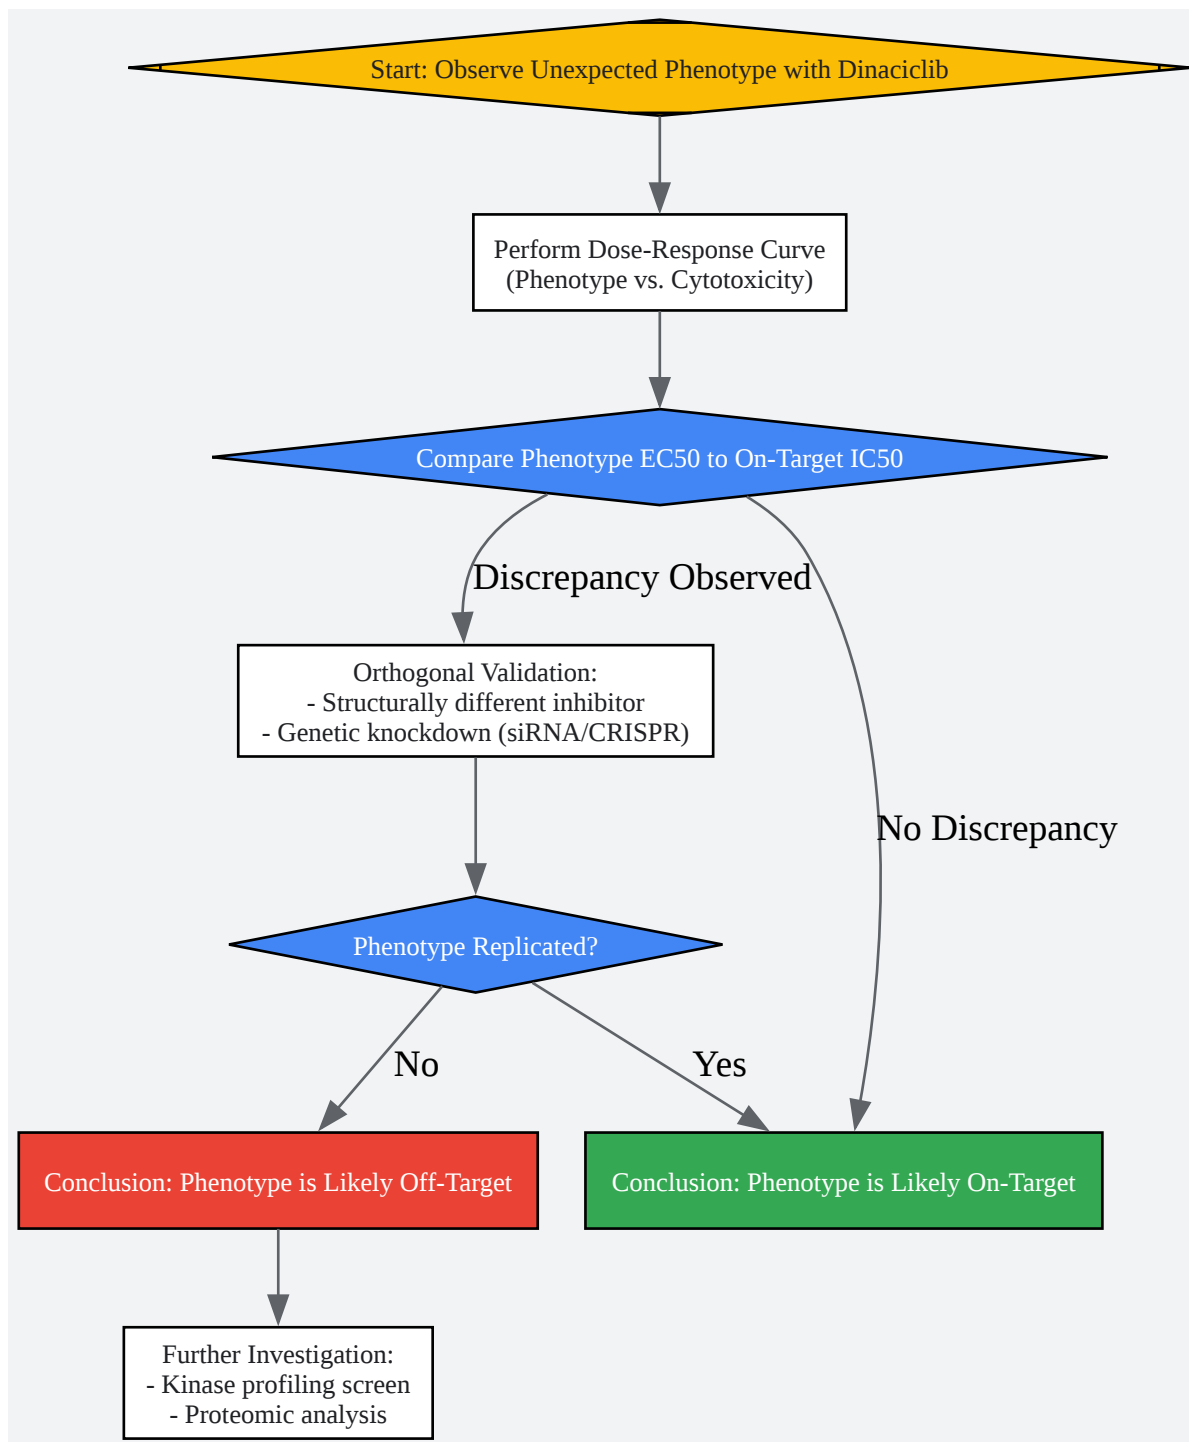 Start: Observe Unexpected Phenotype with Dinaciclib
Perform Dose-Response Curve
(Phenotype vs. Cytotoxicity)
Compare Phenotype EC50 to On-Target IC50
Discrepancy Observed
Orthogonal Validation:
- Structurally different inhibitor
- Genetic knockdown (siRNA/CRISPR)
No Discrepancy
Phenotype Replicated?
No
Yes
Conclusion: Phenotype is Likely Off-Target
Conclusion: Phenotype is Likely On-Target
Further Investigation:
- Kinase profiling screen
- Proteomic analysis